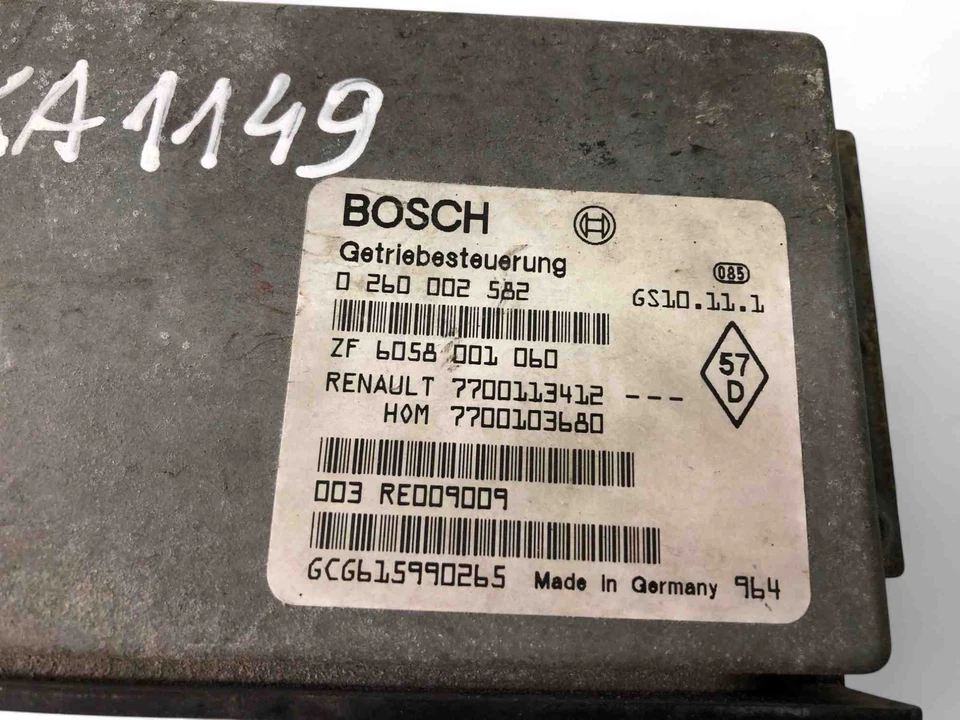 A1149
BOSCH
Getriebesteuerung
085
0 260 002 582
GS10.11.1
ZF 6058 001 060
57
D
RENAULT 7700113412 ---
HOM 7700103680
003 RE009009
GCG615990265 Made In Germany 964